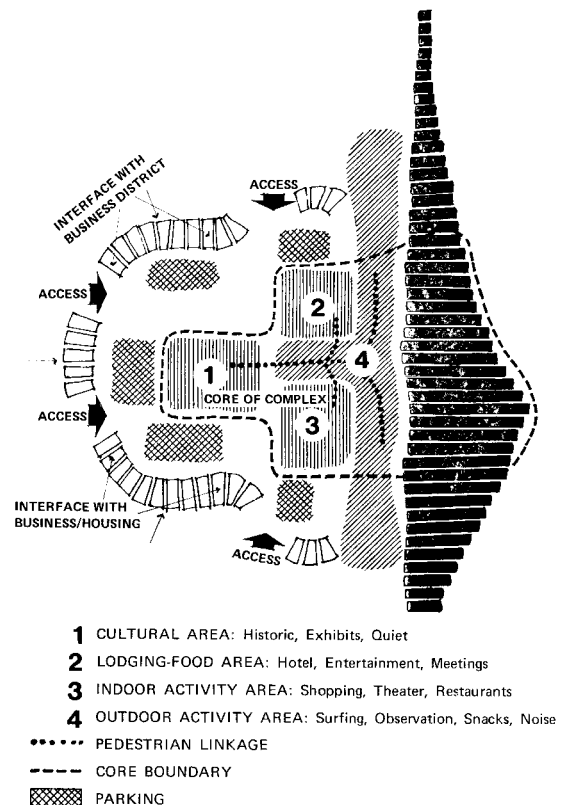 INTERFACE WITH
BUSINESS DISTRICT
ACCESS
ACCESS
2
4
1
CORE OF COMPLEX
3
ACCESS
INTERFACE WITH
BUSINESS/HOUSING
ACCESS
1 CULTURAL AREA: Historic, Exhibits, Quiet
2 LODGING-FOOD AREA: Hotel, Entertainment, Meetings
3 INDOOR ACTIVITY AREA: Shopping, Theater, Restaurants
4 OUTDOOR ACTIVITY AREA: Surfing, Observation, Snacks, Noise
PEDESTRIAN LINKAGE
CORE BOUNDARY
PARKING